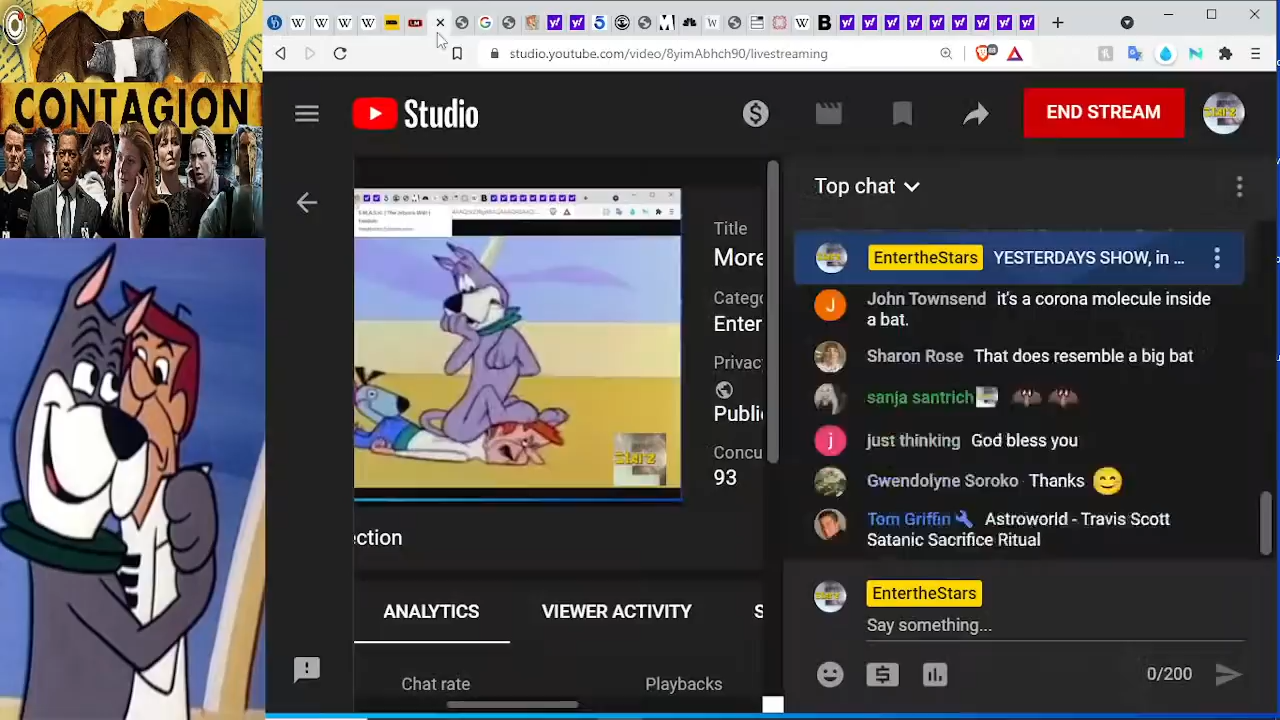 CONTAGION
studio.youtube.com/video/8yimAbhch90/livestreaming
Studio
END STREAM
Top chat
EntertheStars YESTERDAYS SHOW, in ...
John Townsend it's a corona molecule inside
a bat.
Sharon Rose That does resemble a big bat
sanja santrich
just thinking God bless you
Gwendolyne Soroko Thanks
Tom Griffin Astroworld - Travis Scott
Satanic Sacrifice Ritual
EntertheStars
Say something...
0/200
Title
More
Catego
Enter
Privac
Publi
Concu
93
ection
ANALYTICS
VIEWER ACTIVITY
S
Chat rate
Playbacks